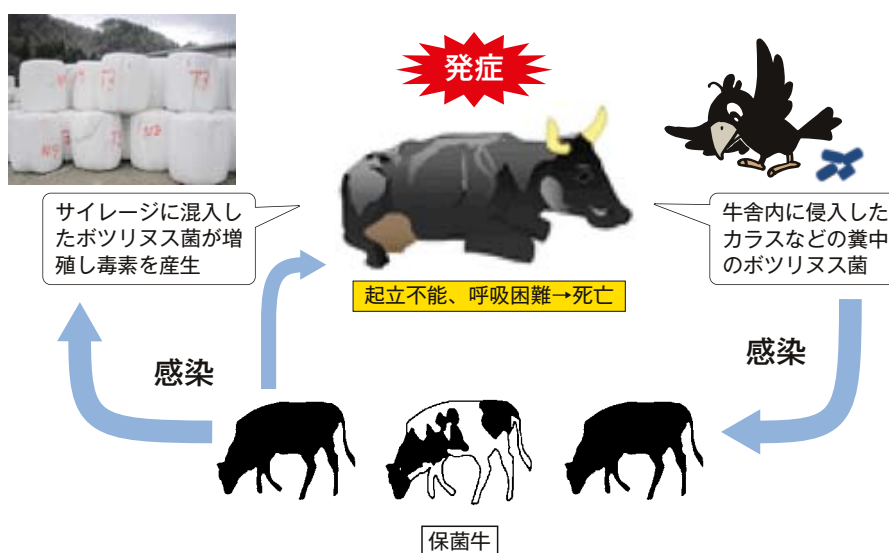 発症
サイレージに混入し
たボツリヌス菌が増
殖し毒素を産生
牛舎内に侵入した
カラスなどの糞中
のボツリヌス菌
起立不能、呼吸困難→死亡
感染
感染
保菌牛